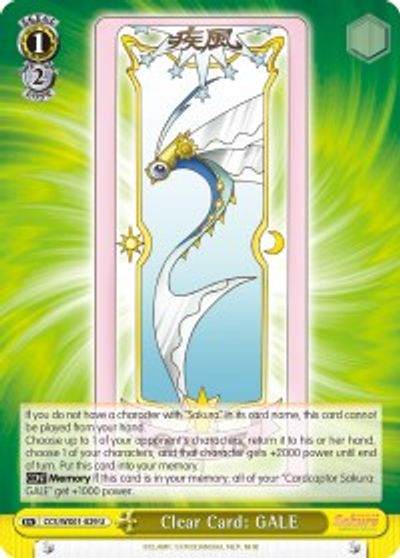 1
疾風
2
If you do not have a character with "Sakura" in its card name, this card cannot
be played from your hand.
Choose up to 1 of your opponent's characters, return it to his or her hand,
choose 1 of your characters, and that character gets +2000 power until end
of turn. Put this card into your memory.
Memory If this card is in your memory, all of your "Cardcaptor Sakura:
GALE" get +1000 power.
Clear Card: GALE
Sakura